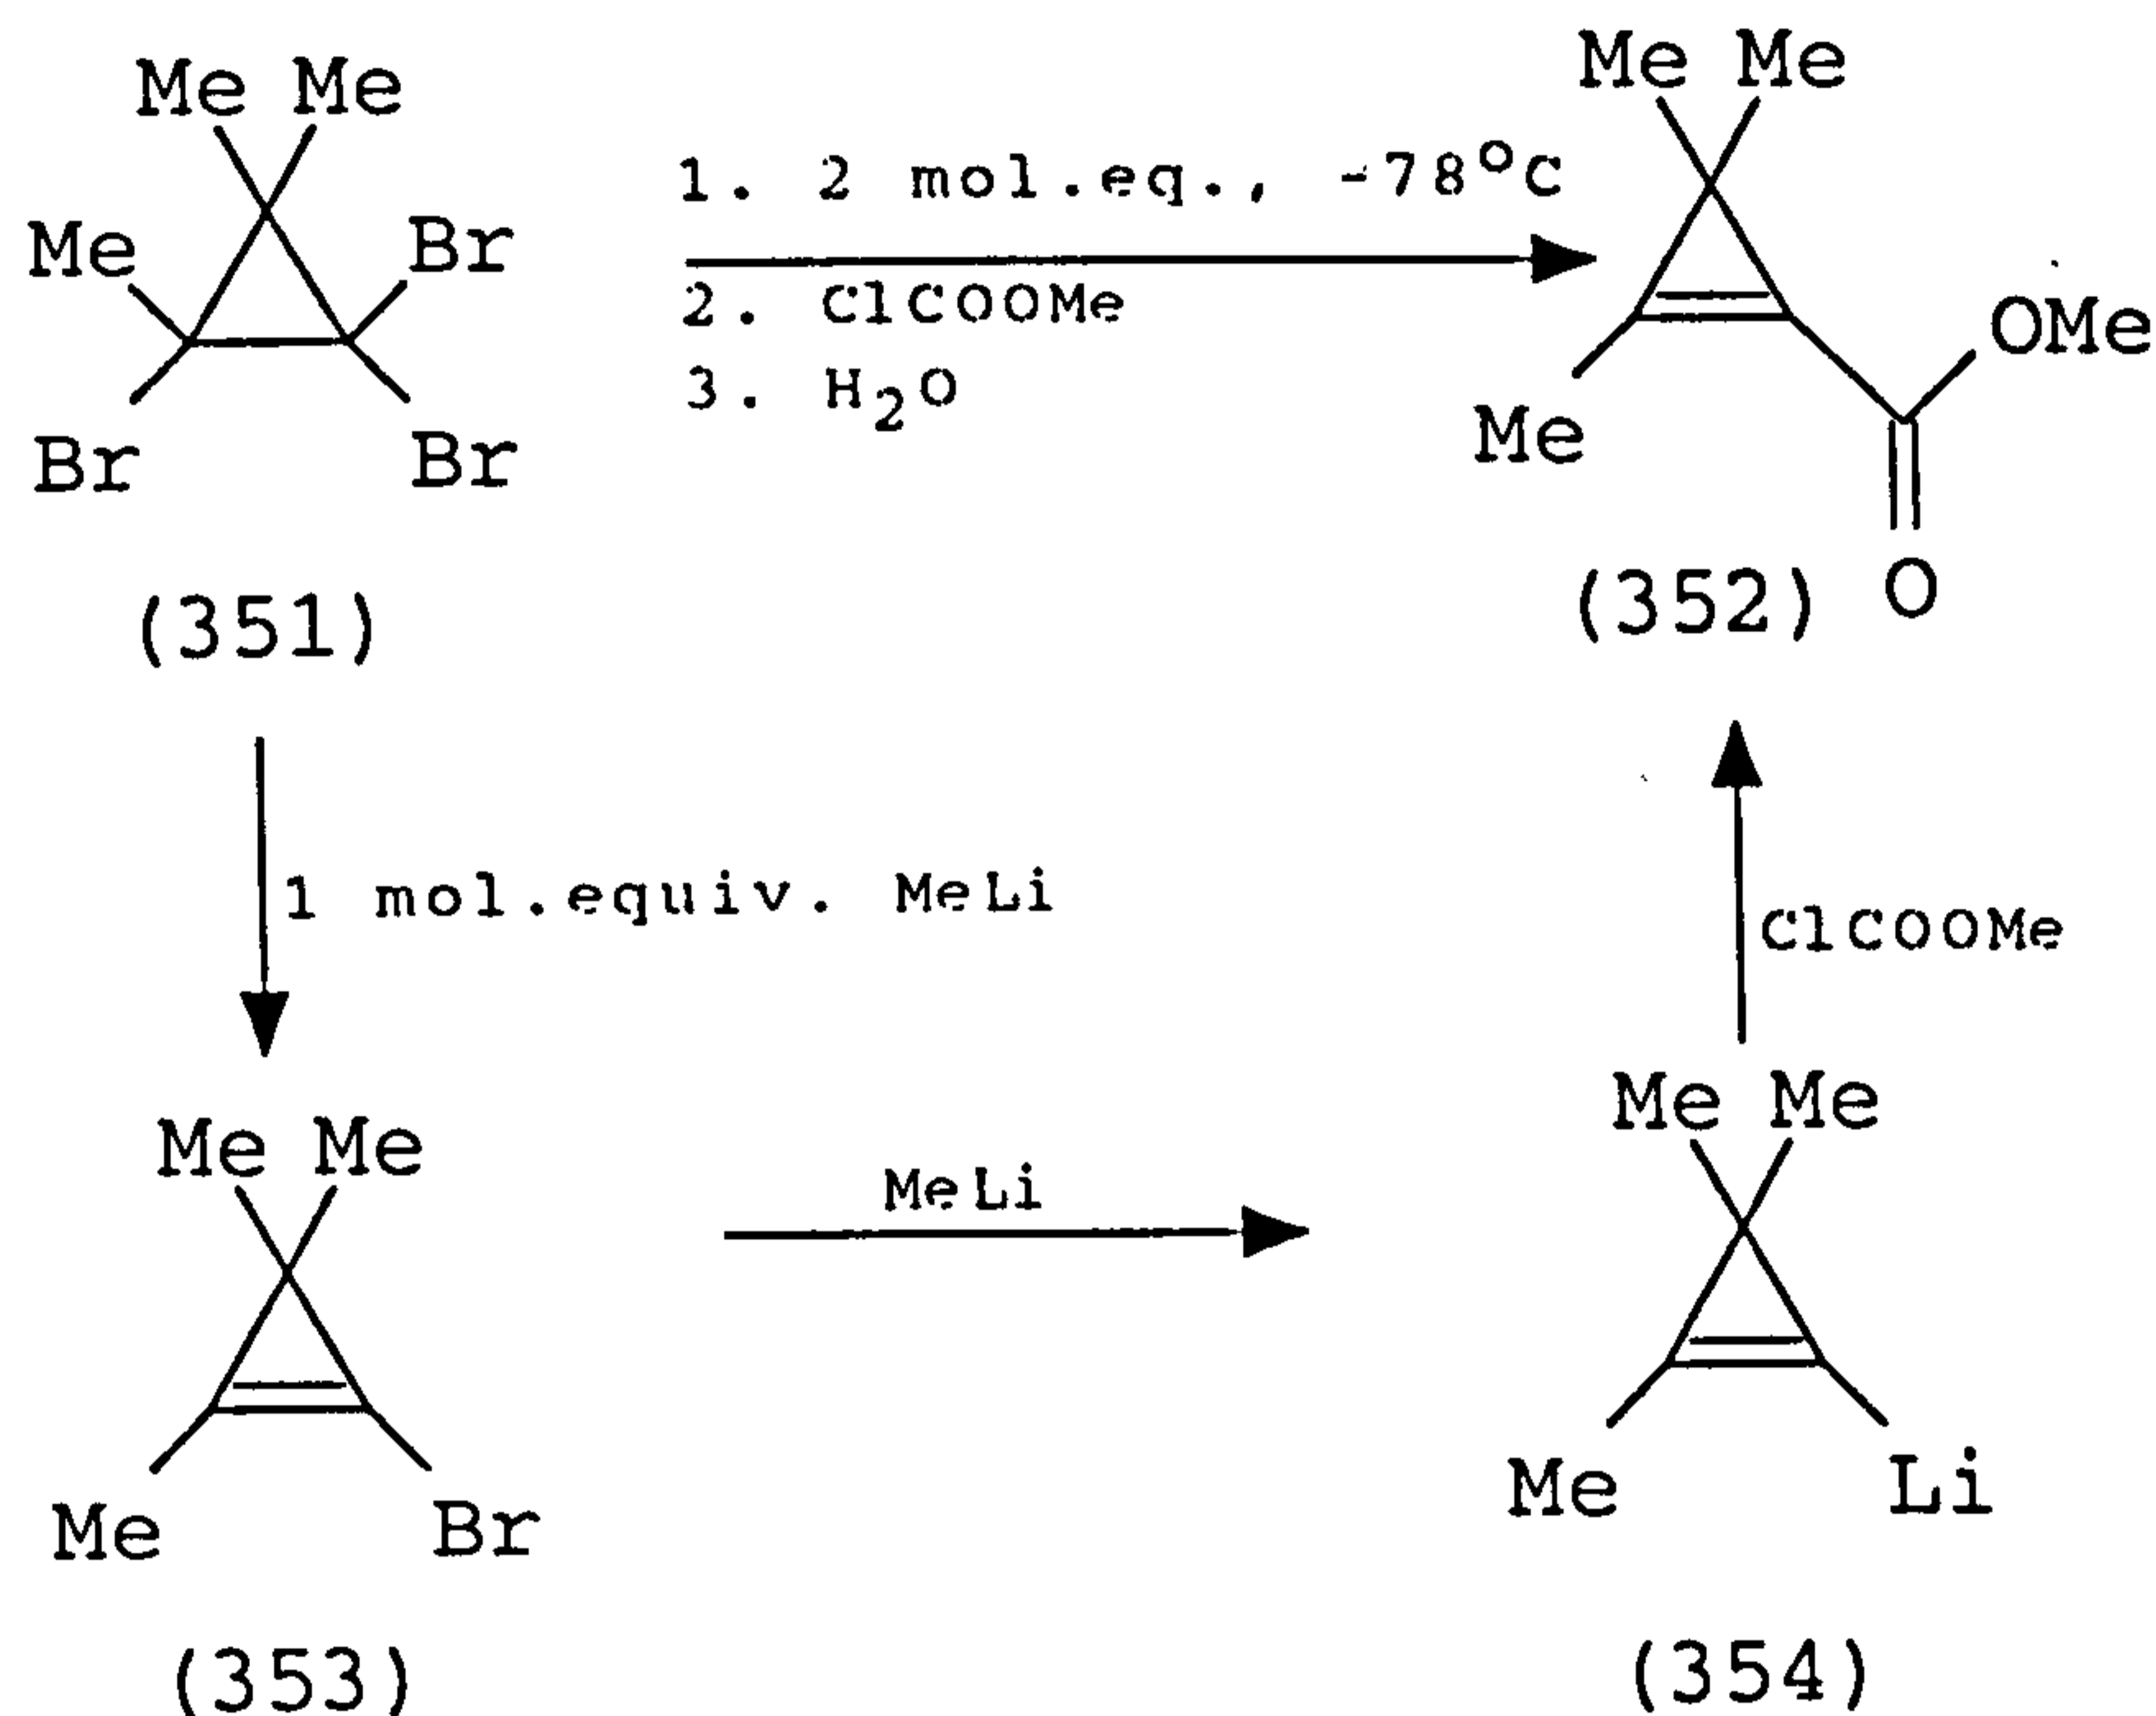 Me Me
Me
Br
Br
Br
(351)
1. 2 mol.eq., -78°C
2. ClCOOMe
3. H2O
Me Me
Me
OMe
O
(352)
1 mol.equiv. MeLi
ClCOOMe
Me Me
Me
Br
(353)
MeLi
Me Me
Me
Li
(354)